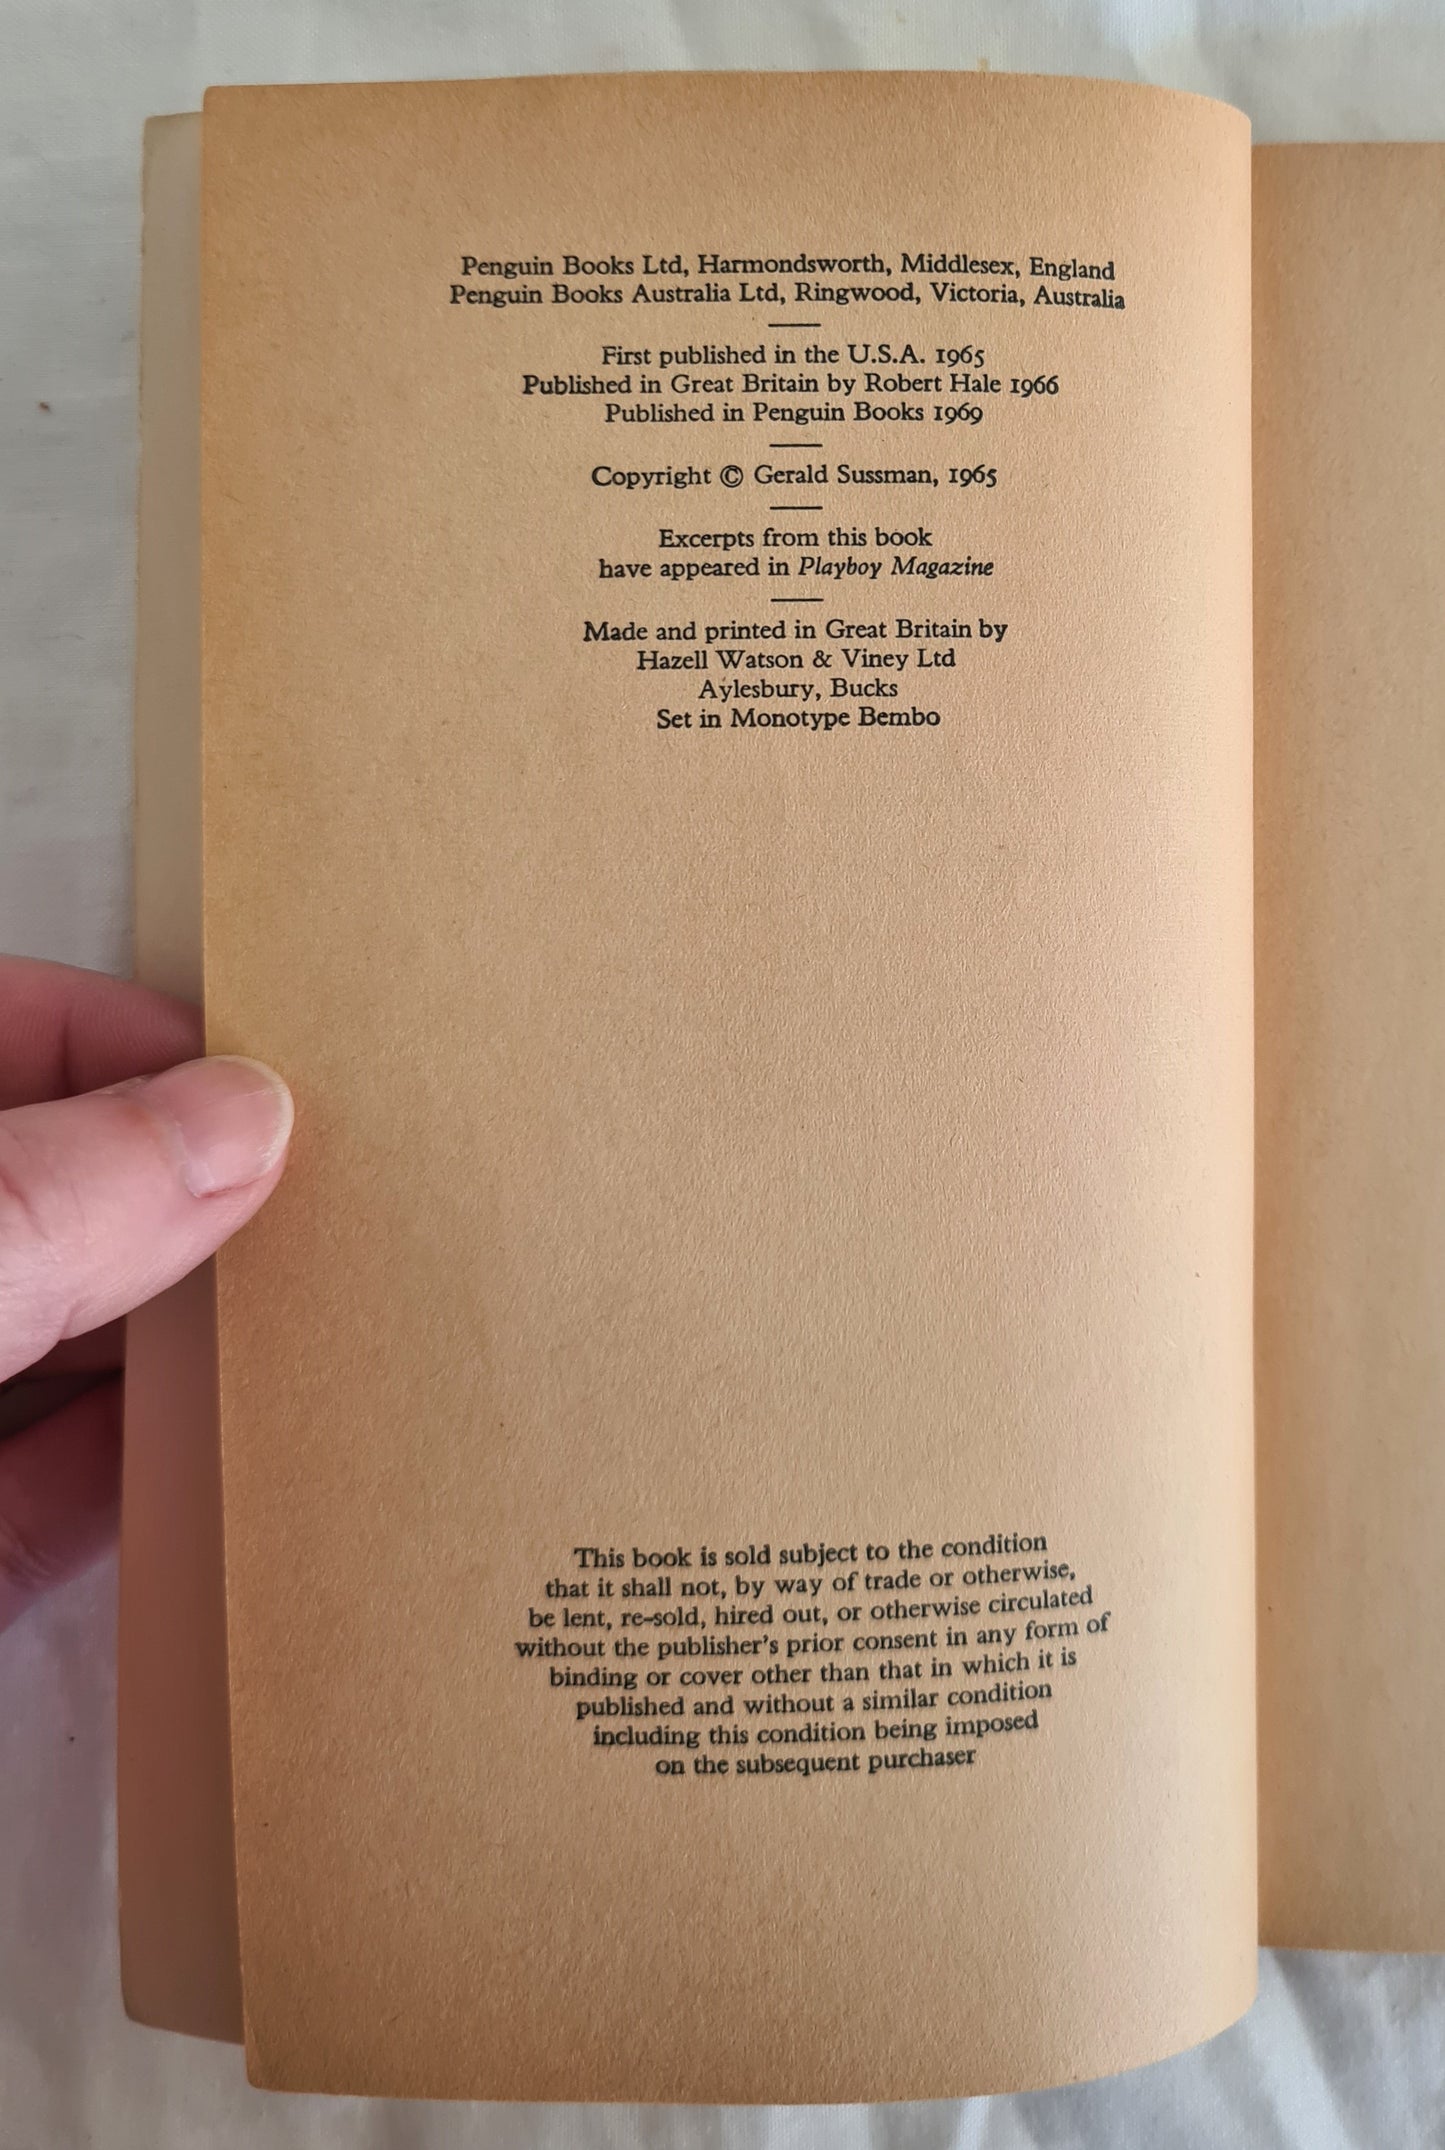 Penguin Books Ltd, Harmondsworth, Middlesex, England
Penguin Books Australia Ltd, Ringwood, Victoria, Australia
First published in the U.S.A. 1965
Published in Great Britain by Robert Hale 1966
Published in Penguin Books 1969
Copyright © Gerald Sussman, 1965
Excerpts from this book
have appeared in Playboy Magazine
Made and printed in Great Britain by
Hazell Watson & Viney Ltd
Aylesbury, Bucks
Set in Monotype Bembo
This book is sold subject to the condition
that it shall not, by way of trade or otherwise,
be lent, re-sold, hired out, or otherwise circulated
without the publisher's prior consent in any form of
binding or cover other than that in which it is
published and without a similar condition
including this condition being imposed
on the subsequent purchaser